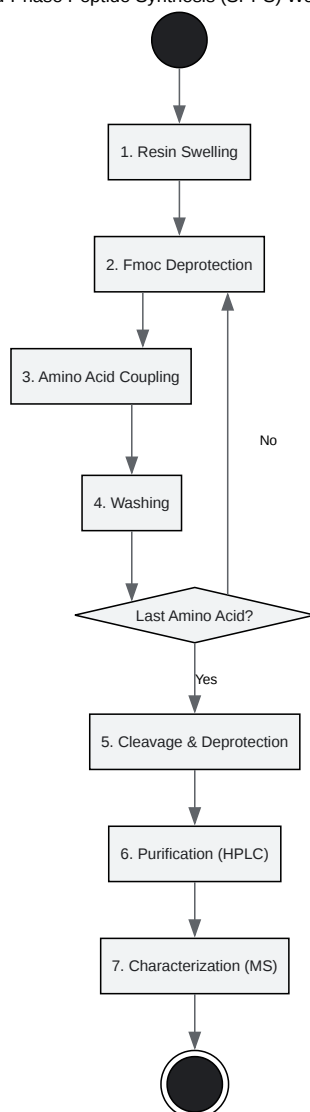 Phase Peptide Synthesis (SPPS)
1. Resin Swelling
2. Fmoc Deprotection
3. Amino Acid Coupling
No
4. Washing
Last Amino Acid?
Yes
5. Cleavage & Deprotection
6. Purification (HPLC)
7. Characterization (MS)